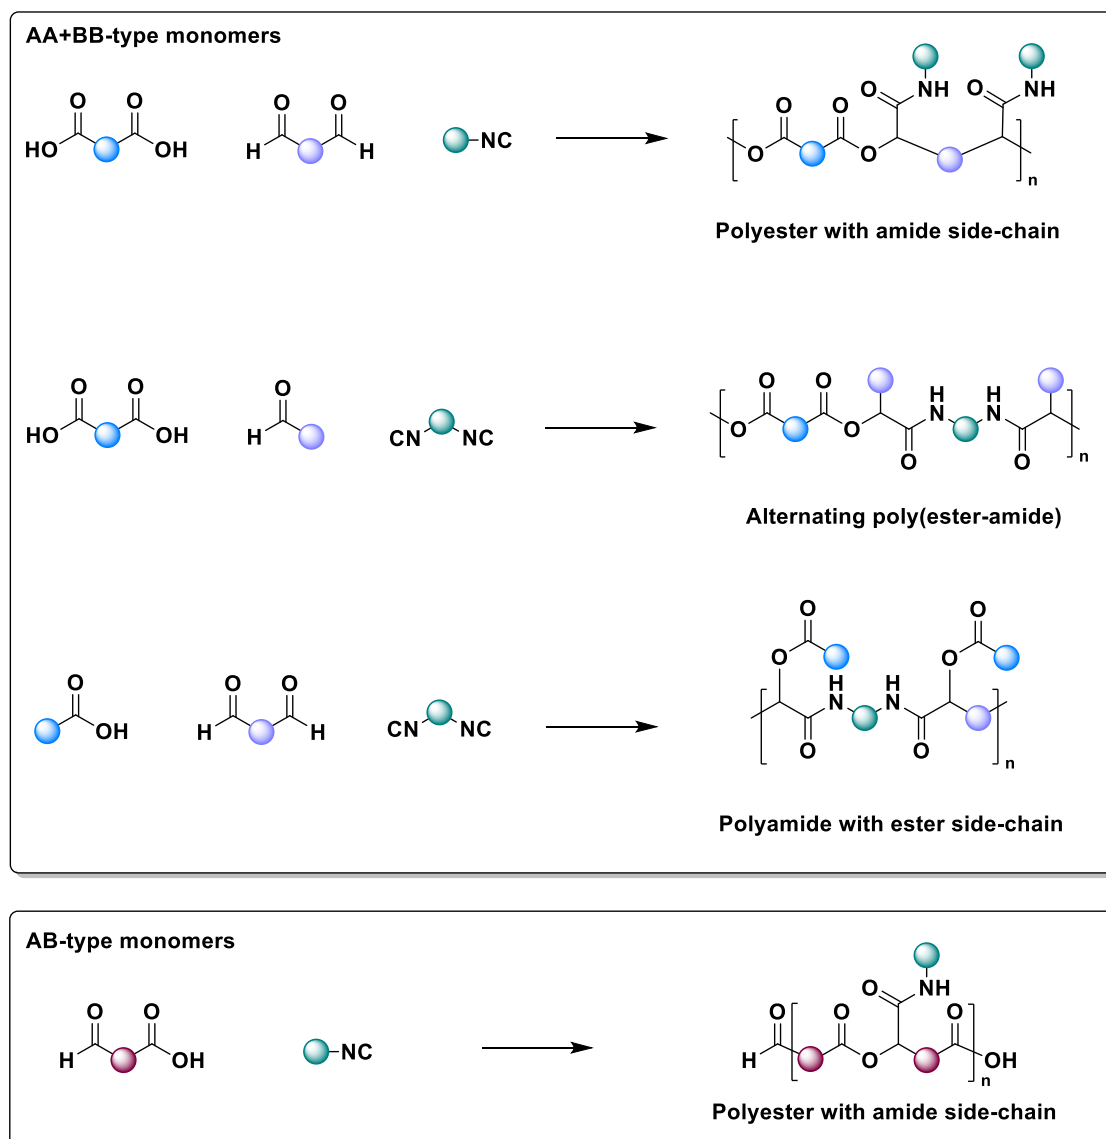 AA+BB-type monomers
O O O O NC O O O NH O NH
HO OH H H O O n
Polyester with amide side-chain
O O O CN NC O O H N H N
HO OH H O O O O n
Alternating poly(ester-amide)
O O O O O
OH H H CN NC O O H N H N
O O n
Polyamide with ester side-chain
AB-type monomers
O O NC O O O NH O
H OH H O OH n
Polyester with amide side-chain